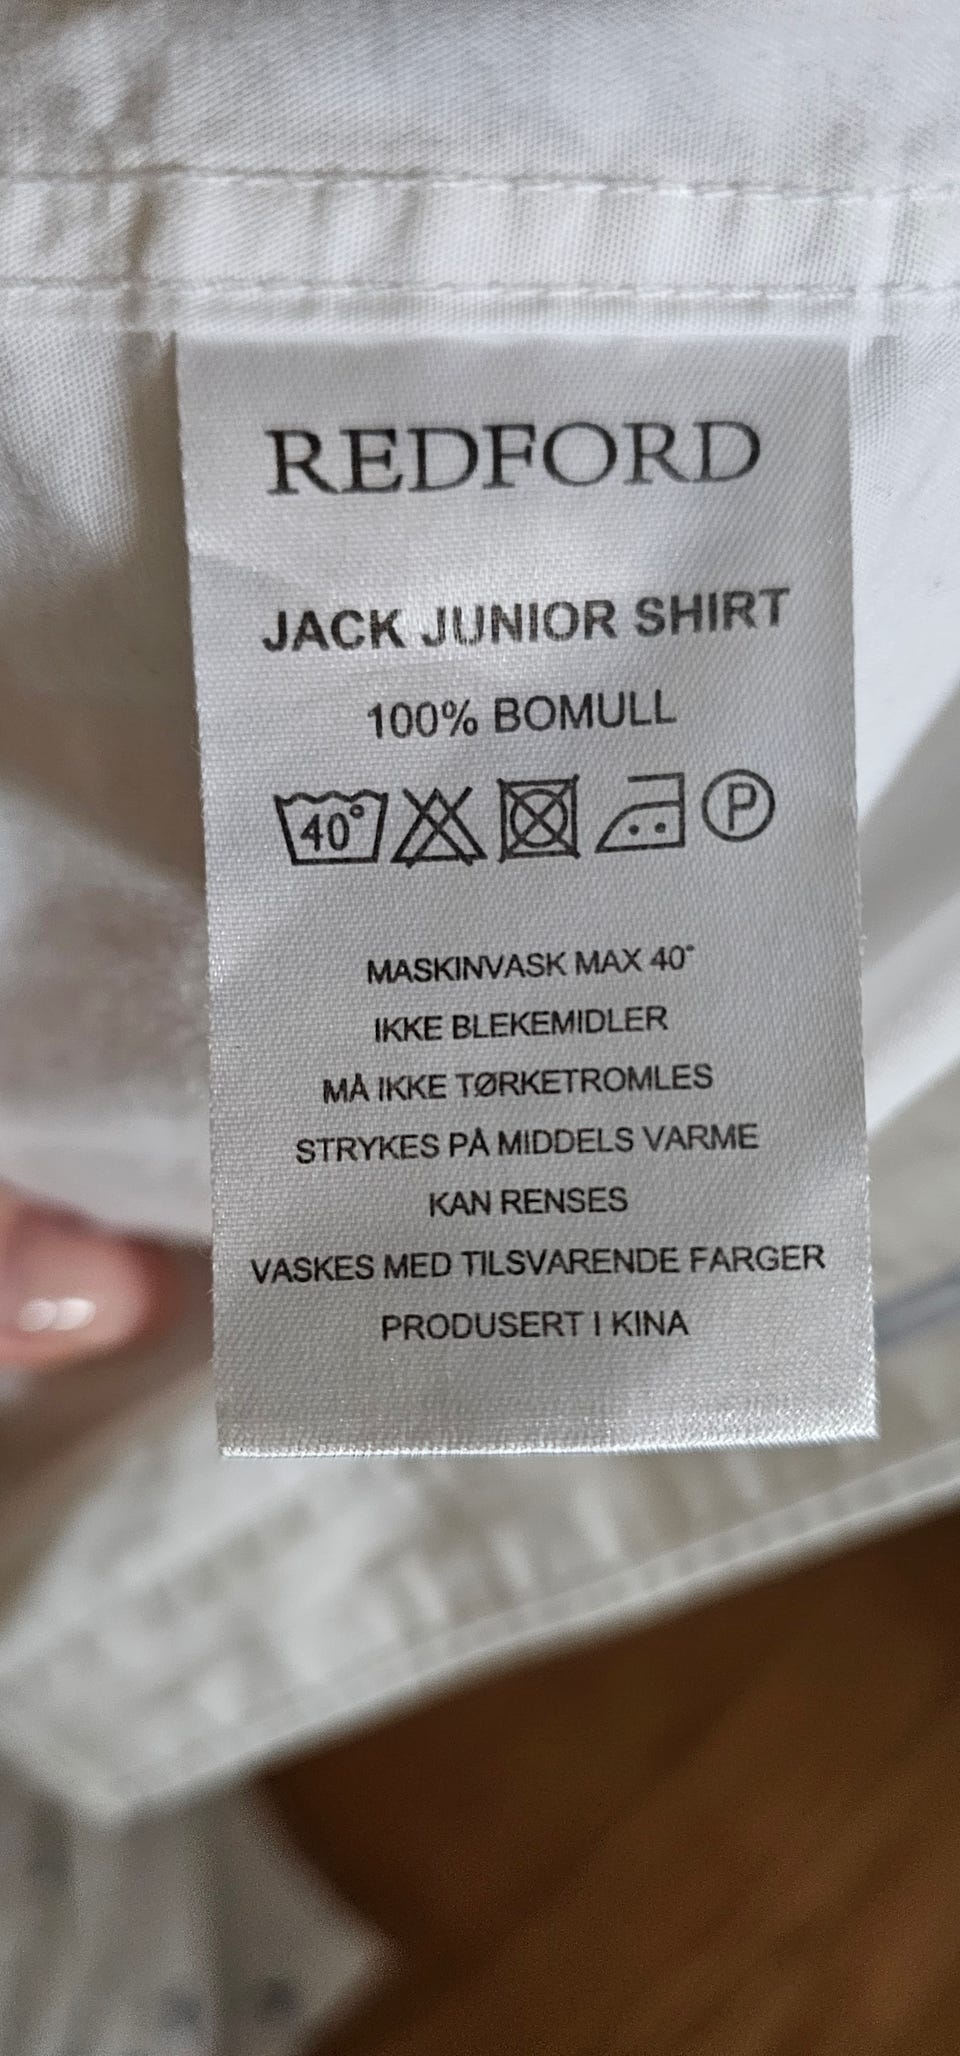 REDFORD
JACK JUNIOR SHIRT
100% BOMULL
40° P
MASKINVASK MAX 40°
IKKE BLEKEMIDLER
MÅ IKKE TØRKETROMLES
STRYKES PÅ MIDDELS VARME
KAN RENSES
VASKES MED TILSVARENDE FARGER
PRODUSERT I KINA